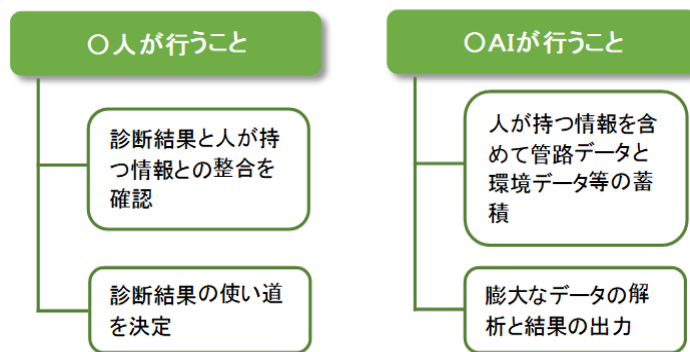 〇人が行うこと
診断結果と人が持
つ情報との整合を
確認
診断結果の使い道
を決定
〇AIが行うこと
人が持つ情報を含
めて管路データと
環境データ等の蓄
積
膨大なデータの解
析と結果の出力